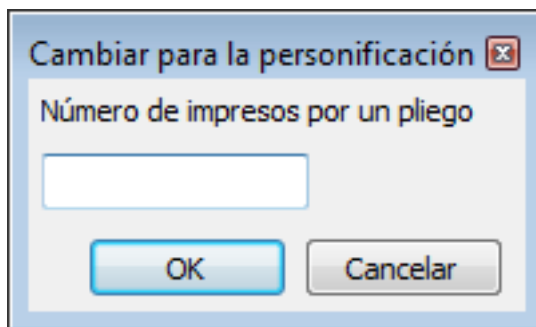 Cambiar para la personificación
Número de impresos por un pliego
OK
Cancelar